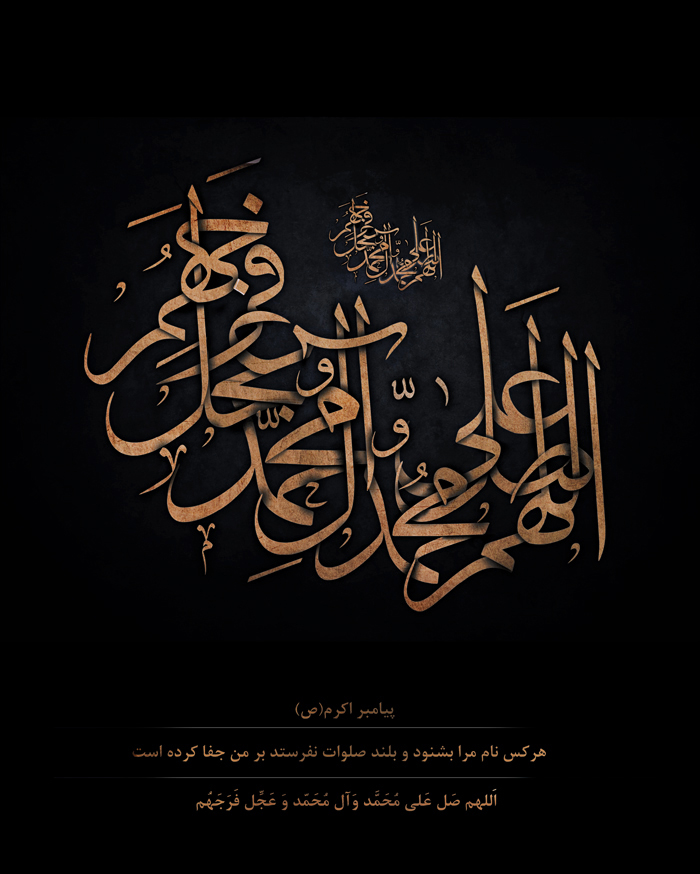 اللهم صل علی محمد و آل محمد و عجل فرجهم
اللهم صل علی محمد و آل محمد و عجل فرجهم
پیامبر اکرم(ص)
هرکس نام مرا بشنود و بلند صلوات نفرستد بر من جفا کرده است
اَللهم صَل عَلی مُحَمَّد وَآل مُحَمّد وَ عَجِّل فَرَجَهُم